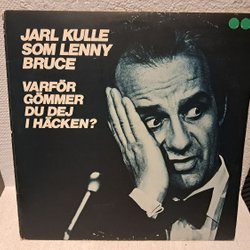 JARL KULLE
SOM LENNY
BRUCE
VARFÖR
GÖMMER
DU DEJ
I HÄCKEN?